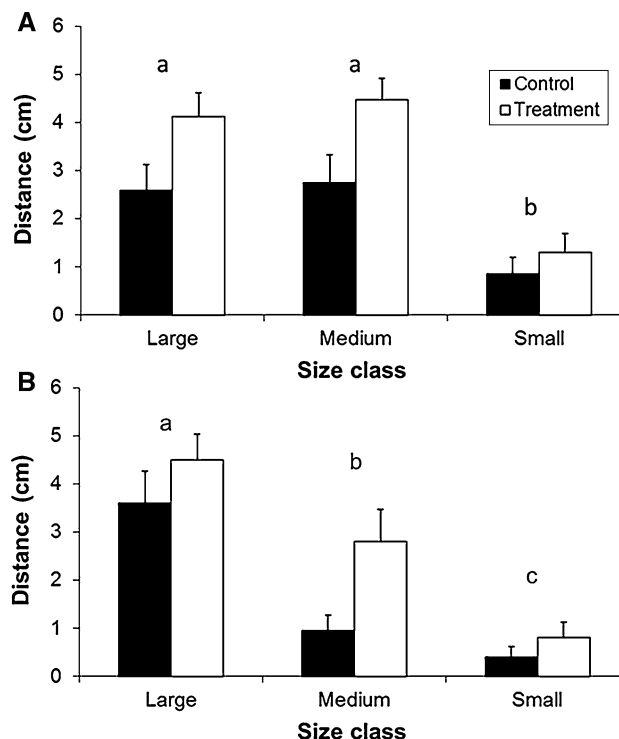 A
6
5
4
3
2
1
0
Distance (cm)
a
a
b
Control
Treatment
Large Medium Small
Size class
B
6
5
4
3
2
1
0
Distance (cm)
a
b
c
Large Medium Small
Size class